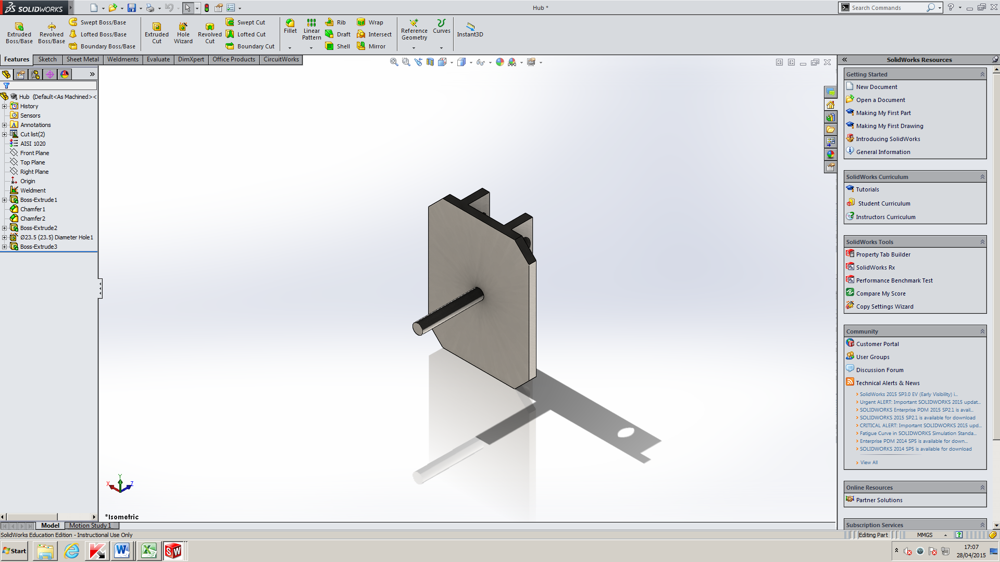 SOLIDWORKS
Hub *
Search Commands
Extruded Boss/Base
Revolved Boss/Base
Swept Boss/Base
Lofted Boss/Base
Boundary Boss/Base
Extruded Cut
Hole Wizard
Revolved Cut
Swept Cut
Lofted Cut
Boundary Cut
Fillet
Linear Pattern
Rib
Draft
Shell
Wrap
Intersect
Mirror
Reference Geometry
Curves
Instant3D
Features
Sketch
Sheet Metal
Weldments
Evaluate
DimXpert
Office Products
CircuitWorks
Hub (Default<As Machined><
History
Sensors
Annotations
Cut list(2)
AISI 1020
Front Plane
Top Plane
Right Plane
Origin
Weldment
Boss-Extrude1
Chamfer1
Chamfer2
Boss-Extrude2
Ø23.5 (23.5) Diameter Hole1
Boss-Extrude3
Y
X
Z
*Isometric
SolidWorks Resources
Getting Started
New Document
Open a Document
Making My First Part
Making My First Drawing
Introducing SolidWorks
General Information
SolidWorks Curriculum
Tutorials
Student Curriculum
Instructors Curriculum
SolidWorks Tools
Property Tab Builder
SolidWorks Rx
Performance Benchmark Test
Compare My Score
Copy Settings Wizard
Community
Customer Portal
User Groups
Discussion Forum
Technical Alerts & News
SolidWorks 2015 SP3.0 EV (Early Visibility) i...
Urgent ALERT: Important SOLIDWORKS 2015 updat...
SOLIDWORKS Enterprise PDM 2015 SP2.1 is avail...
SOLIDWORKS 2015 SP2.1 is available for download
CRITICAL ALERT: Important SOLIDWORKS 2015 upd...
Fatigue Curve in SOLIDWORKS Simulation Standa...
Enterprise PDM 2014 SP5 is available for down...
SOLIDWORKS 2014 SP5 is available for download
View All
Online Resources
Partner Solutions
Subscription Services
Model
Motion Study 1
SolidWorks Education Edition - Instructional Use Only
Editing Part
MMGS
Start
17:07
28/04/2015